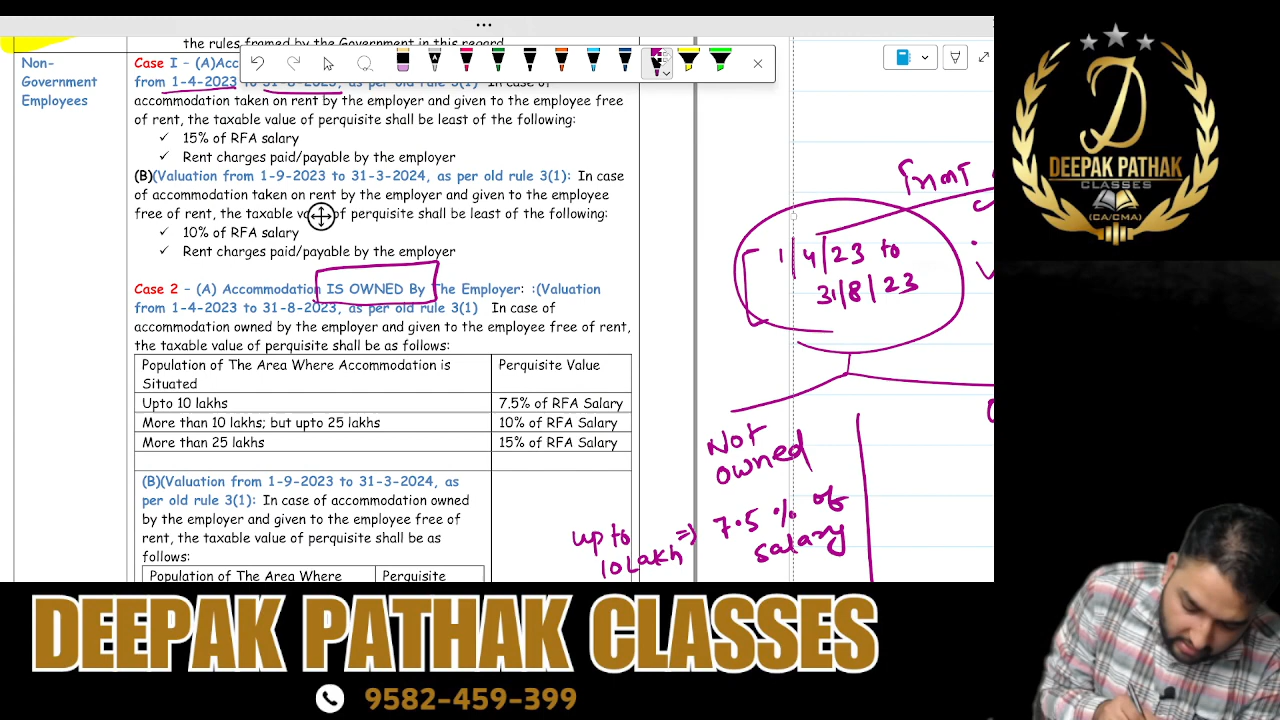 the rules framed by the Government in this regard
Non-
Government
Employees
Case I – (A)Acc
from 1-4-2023 to 31-8-2023, as per old rule 3(1) In case of
accommodation taken on rent by the employer and given to the employee free
of rent, the taxable value of perquisite shall be least of the following:
✓ 15% of RFA salary
✓ Rent charges paid/payable by the employer
(B)(Valuation from 1-9-2023 to 31-3-2024, as per old rule 3(1): In case
of accommodation taken on rent by the employer and given to the employee
free of rent, the taxable of perquisite shall be least of the following:
✓ 10% of RFA salary
✓ Rent charges paid/payable by the employer
Case 2 – (A) Accommodation IS OWNED By The Employer: :(Valuation
from 1-4-2023 to 31-8-2023, as per old rule 3(1) In case of
accommodation owned by the employer and given to the employee free of rent,
the taxable value of perquisite shall be as follows:
Population of The Area Where Accommodation is
Situated
Perquisite Value
Upto 10 lakhs 7.5% of RFA Salary
More than 10 lakhs; but upto 25 lakhs 10% of RFA Salary
More than 25 lakhs 15% of RFA Salary
(B)(Valuation from 1-9-2023 to 31-3-2024, as
per old rule 3(1): In case of accommodation owned
by the employer and given to the employee free of
rent, the taxable value of perquisite shall be as
follows:
Population of The Area Where Perquisite
1/4/23 to
31/8/23
Not
owned
up to
10 Lakh ⇒ 7.5 % of
salary
D
DEEPAK PATHAK
CLASSES
(CA/CMA)
DEEPAK PATHAK CLASSES
9582-459-399